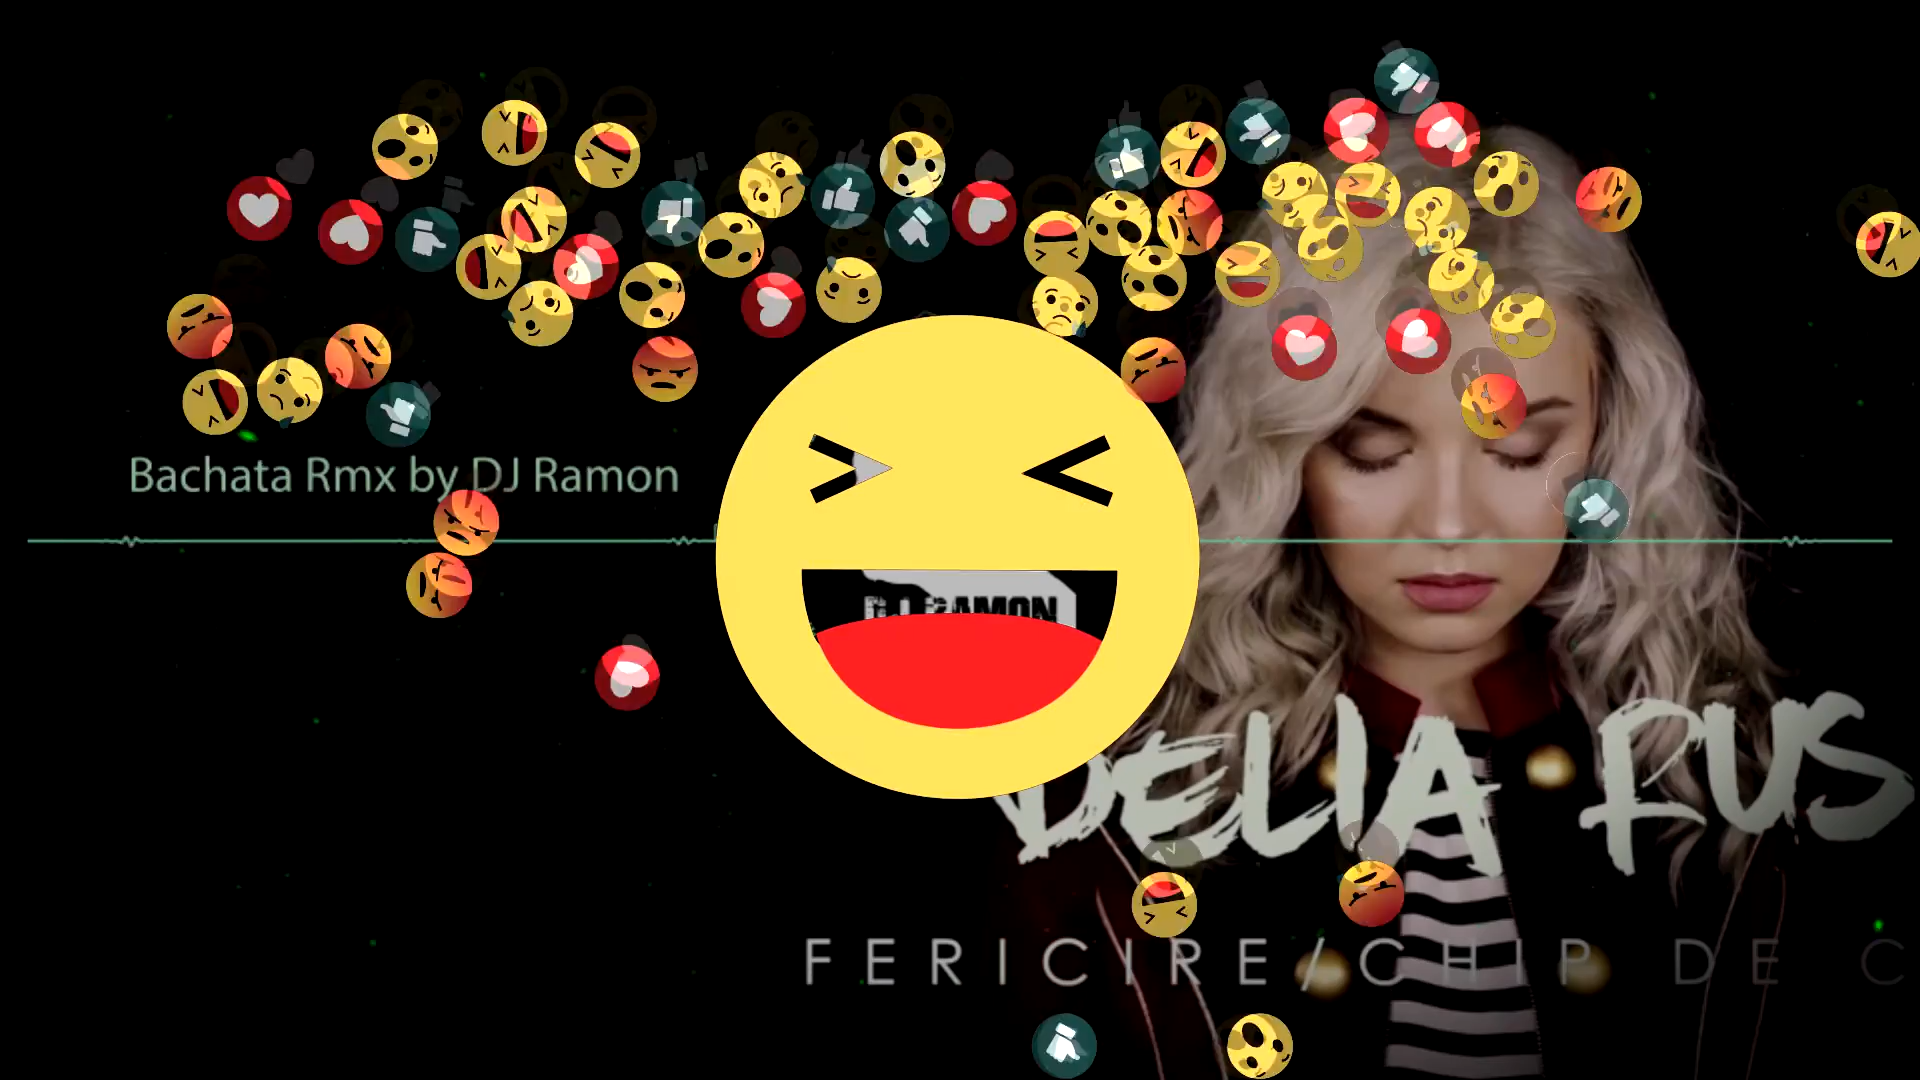 Bachata Rmx by DJ Ramon
DJ RAMON
DELIA RUS
FERICIRE/CHIP DE C